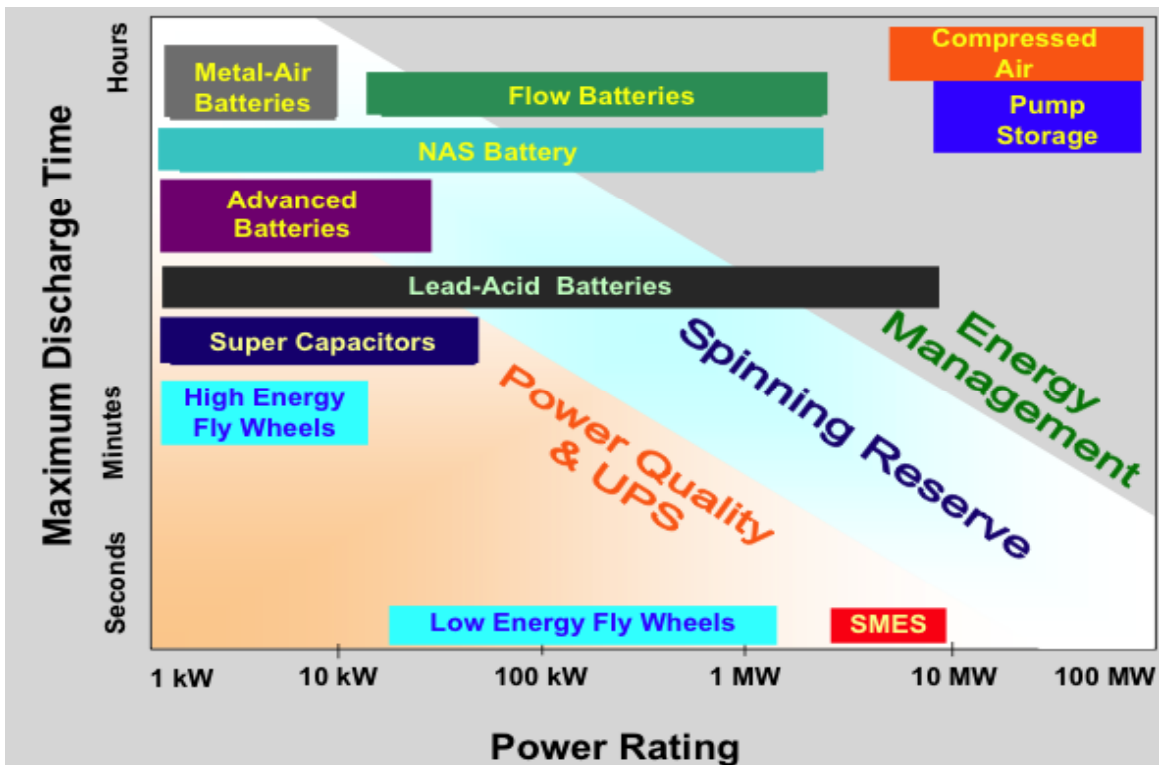 Maximum Discharge Time
Hours
Minutes
Seconds
Metal-Air
Batteries
Flow Batteries
Compressed
Air
Pump
Storage
NAS Battery
Advanced
Batteries
Lead-Acid Batteries
Super Capacitors
High Energy
Fly Wheels
Energy
Management
Spinning Reserve
Power Quality
& UPS
Low Energy Fly Wheels
SMES
1 kW
10 kW
100 kW
1 MW
10 MW
100 MW
Power Rating